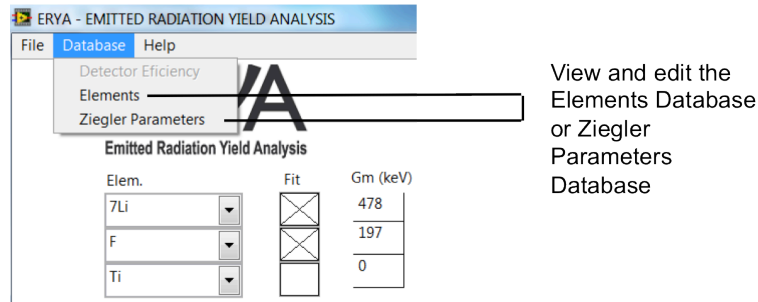 ERYA - EMITTED RADIATION YIELD ANALYSIS
File Database Help
Detector Eficiency
Elements
Ziegler Parameters
Emitted Radiation Yield Analysis
Elem. Fit Gm (keV)
7Li 478
F 197
Ti 0
View and edit the
Elements Database
or Ziegler
Parameters
Database